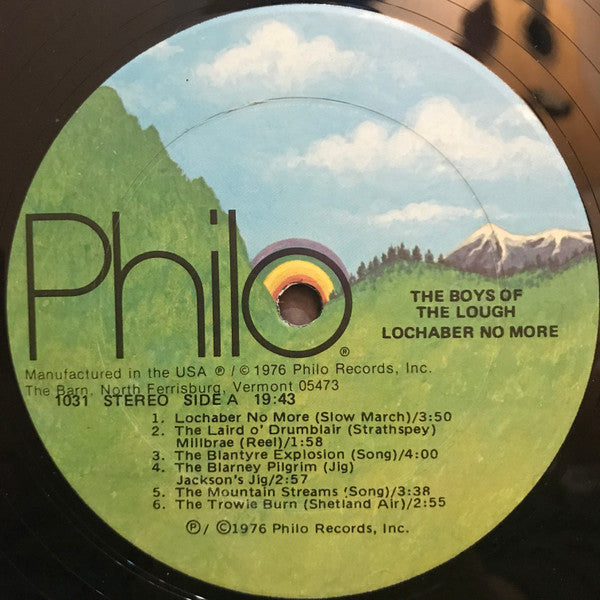 Philo®
THE BOYS OF
THE LOUGH
LOCHABER NO MORE
Manufactured in the USA ℗ / © 1976 Philo Records, Inc.
The Barn, North Ferrisburg, Vermont 05473
1031 STEREO SIDE A 19:43
1. Lochaber No More (Slow March)/3:50
2. The Laird o' Drumblair (Strathspey)
Millbrae (Reel)/1:58
3. The Blantyre Explosion (Song)/4:00
4. The Blarney Pilgrim (Jig)
Jackson's Jig/2:57
5. The Mountain Streams (Song)/3:38
6. The Trowie Burn (Shetland Air)/2:55
℗/ ©1976 Philo Records, Inc.